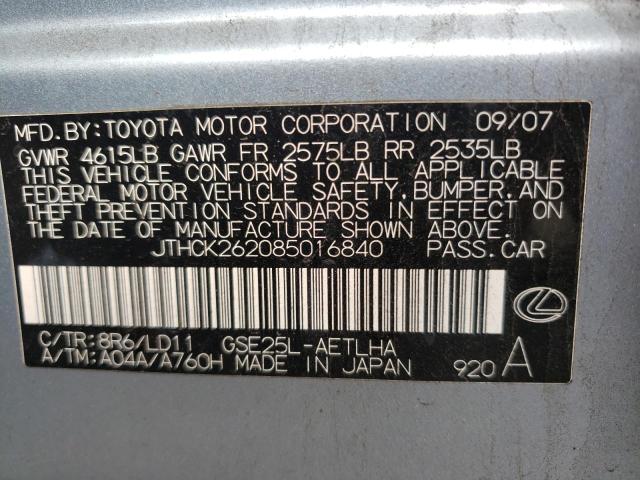 MFD.BY:TOYOTA MOTOR CORPORATION 09/07
GVWR 4615LB GAWR FR 2575LB RR 2535LB
THIS VEHICLE CONFORMS TO ALL APPLICABLE
FEDERAL MOTOR VEHICLE SAFETY,BUMPER,AND
THEFT PREVENTION STANDARDS IN EFFECT ON
THE DATE OF MANUFACTURE SHOWN ABOVE.
JTHCK262085016840 PASS.CAR
C/TR:8R6/LD11 GSE25L-AETLHA
A/TM:A04A/A760H MADE IN JAPAN 920 A